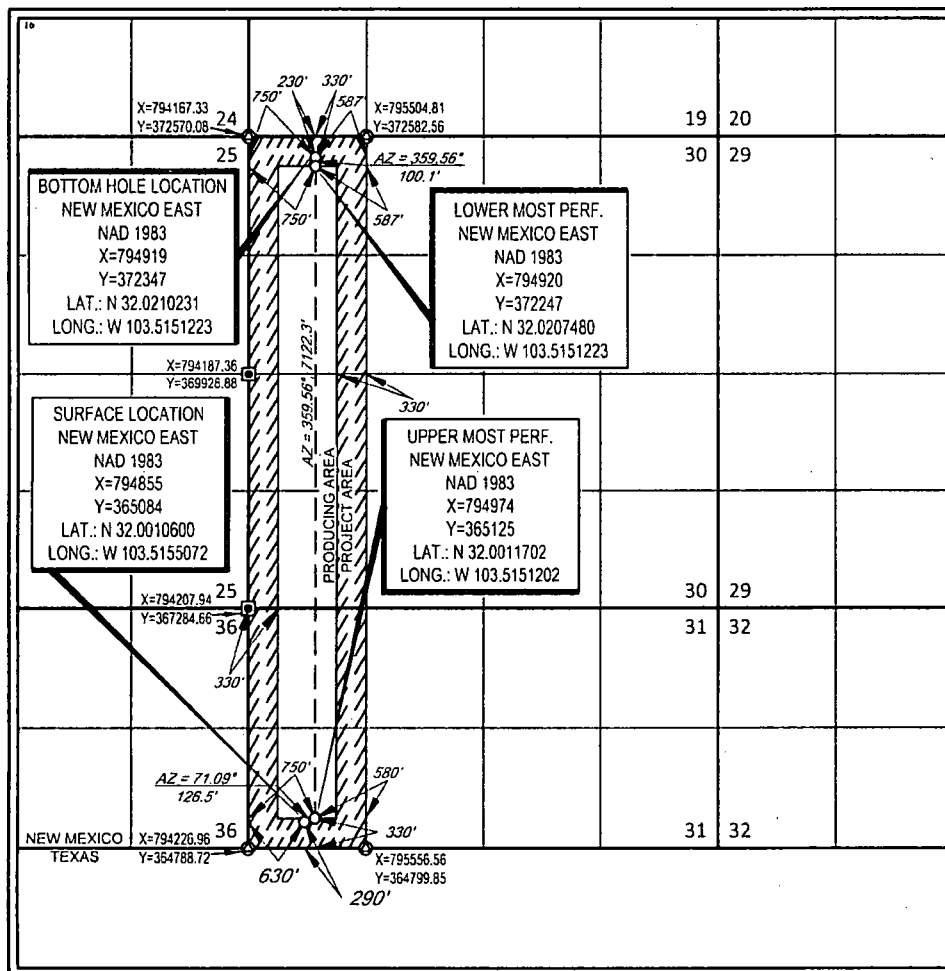 16
750'
230'
330'
587'
X=794167.33
Y=372570.08
24
25
X=795504.81
Y=372582.56
19 20
30 29
AZ = 359.56°
100.1'
BOTTOM HOLE LOCATION
NEW MEXICO EAST
NAD 1983
X=794919
Y=372347
LAT.: N 32.0210231
LONG.: W 103.5151223
750'
587'
LOWER MOST PERF.
NEW MEXICO EAST
NAD 1983
X=794920
Y=372247
LAT.: N 32.0207480
LONG.: W 103.5151223
X=794187.36
Y=369928.88
AZ = 359.56°, 7122.3'
330'
SURFACE LOCATION
NEW MEXICO EAST
NAD 1983
X=794855
Y=365084
LAT.: N 32.0010600
LONG.: W 103.5155072
PRODUCING AREA
PROJECT AREA
UPPER MOST PERF.
NEW MEXICO EAST
NAD 1983
X=794974
Y=365125
LAT.: N 32.0011702
LONG.: W 103.5151202
X=794207.94
Y=367284.66
25
36
30 29
31 32
330'
AZ = 71.09°
126.5'
750'
580'
330'
NEW MEXICO
TEXAS
X=794226.96
Y=364788.72
36
31 32
630'
290'
X=795556.56
Y=364799.85